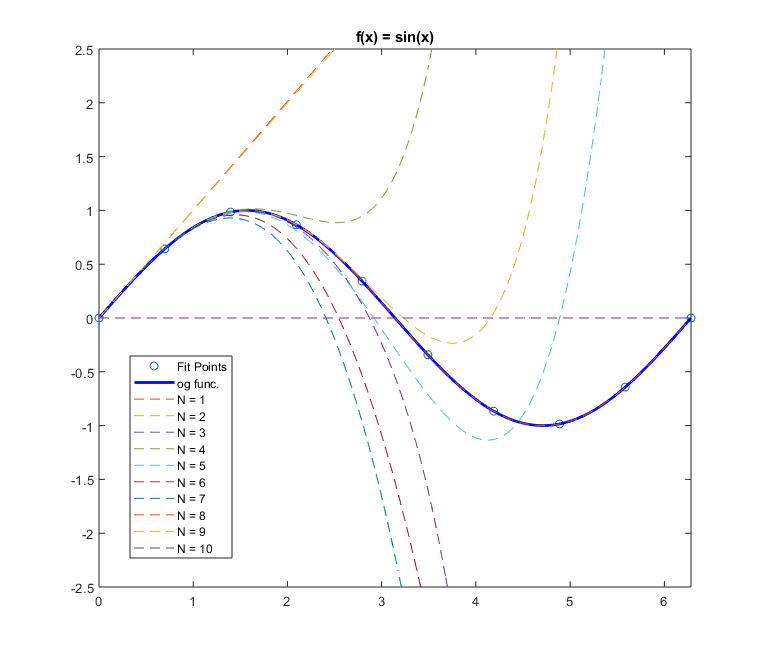 f(x) = sin(x)
2.5
2
1.5
1
0.5
0
-0.5
-1
-1.5
-2
-2.5
Fit Points
og func.
N = 1
N = 2
N = 3
N = 4
N = 5
N = 6
N = 7
N = 8
N = 9
N = 10
0 1 2 3 4 5 6